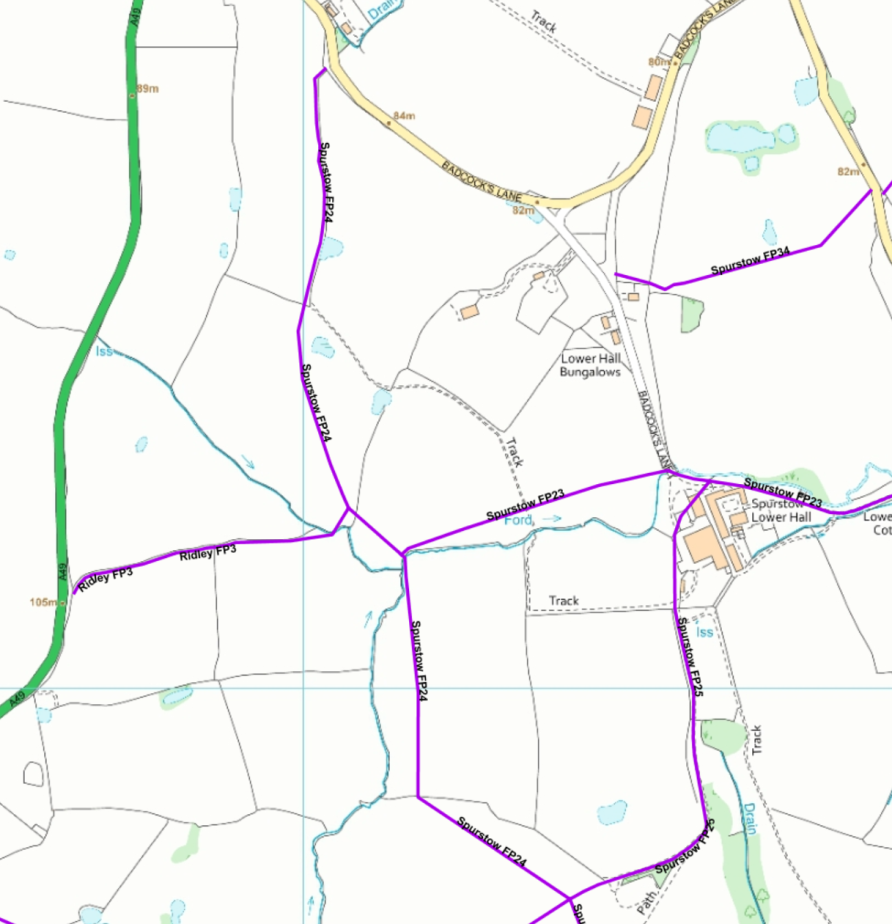 A49
Drain
Track
BADCOCK'S LANE
80m
89m
84m
Spurstow FP24
BADCOCK'S LANE
82m
82m
Spurstow FP34
Iss
Lower Hall
Bungalows
Spurstow FP24
BADCOCK'S LANE
Track
Spurstow FP23
Spurstow FP23
Spurstow
Lower Hall
Ford
Ridley FP3
Ridley FP3
A49
105m
Track
Iss
Spurstow FP24
Spurstow FP25
A49
Track
Drain
Spurstow FP24
Spurstow FP25
Path